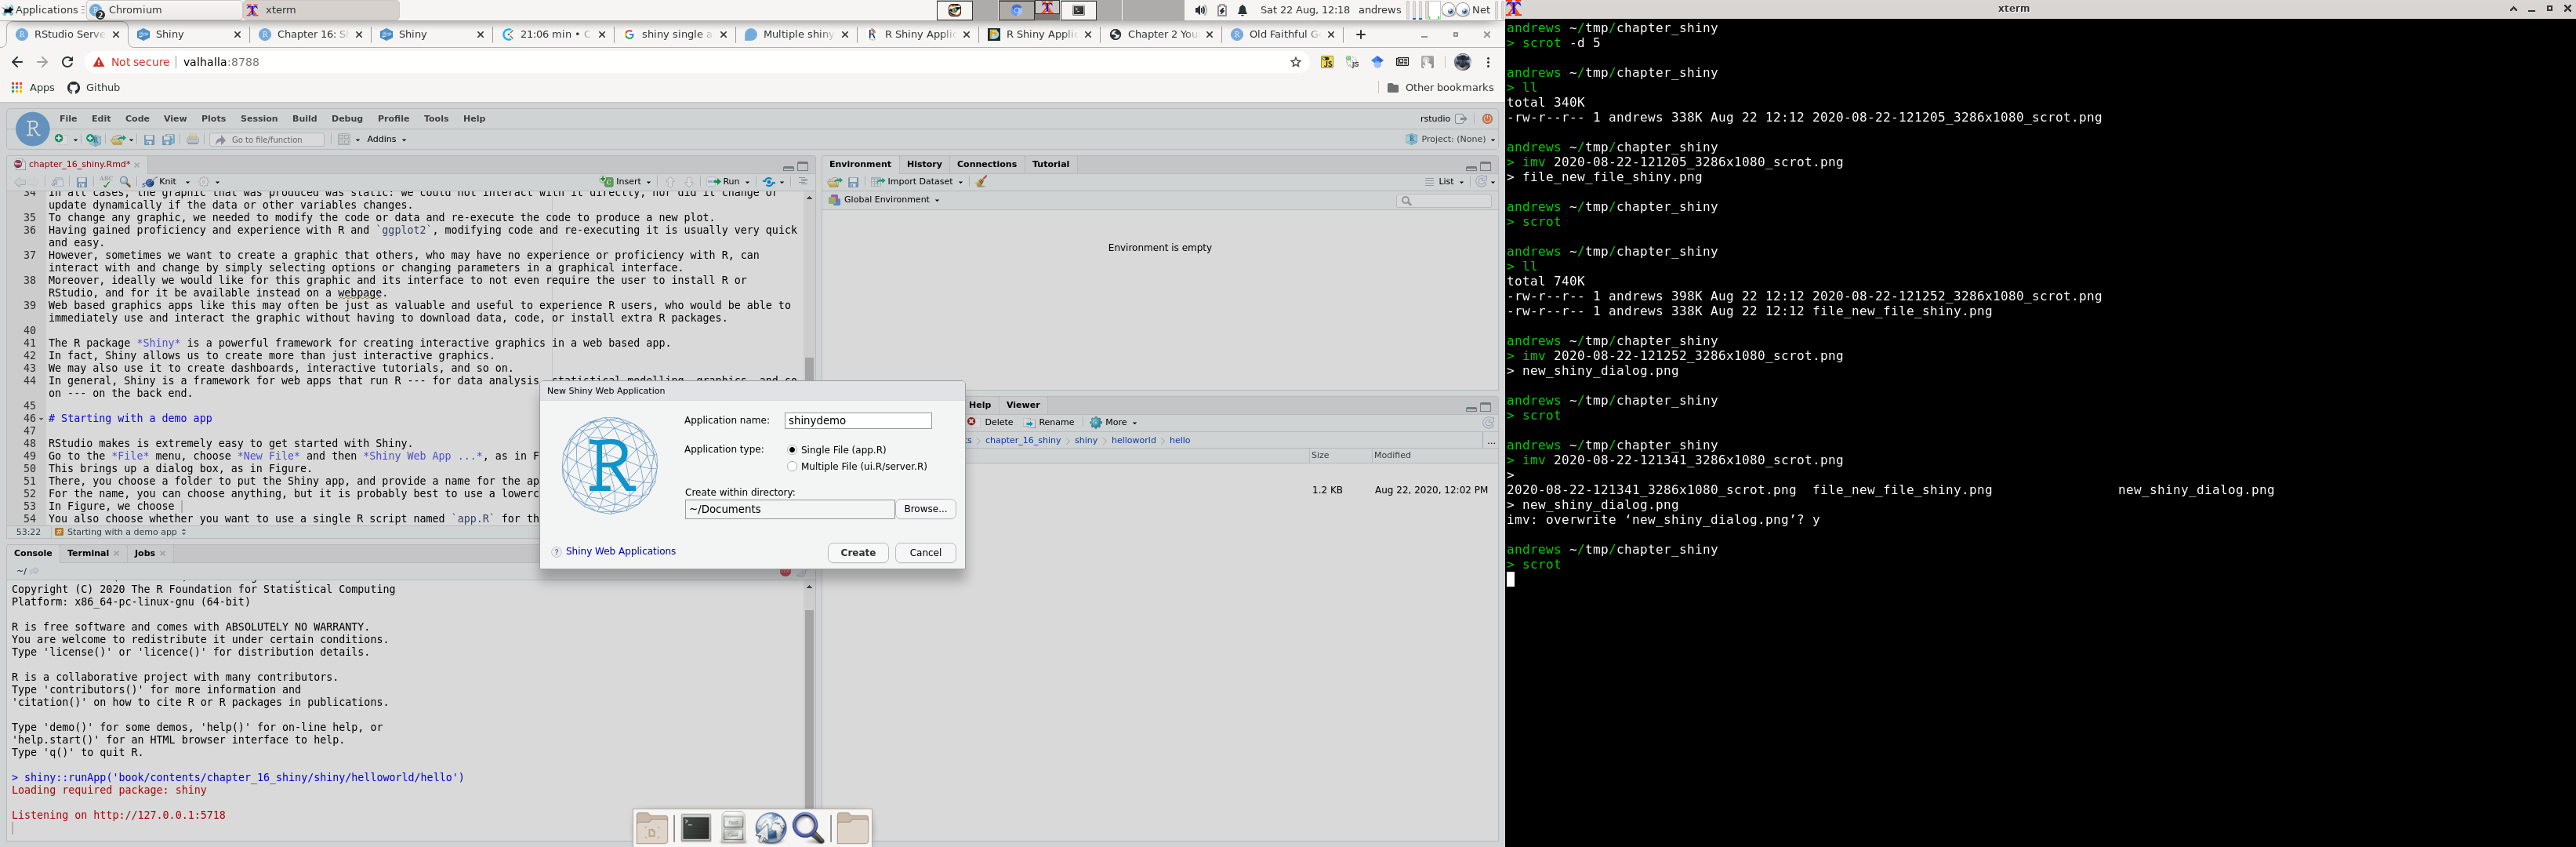 Applications
Chromium
2
xterm
Sat 22 Aug, 12:18
andrews
Net
xterm
RStudio Serve
Shiny
Chapter 16: S
Shiny
21:06 min • C
shiny single a
Multiple shiny
R Shiny Applic
R Shiny Applic
Chapter 2 You
Old Faithful G
Not secure
valhalla:8788
Apps
Github
Other bookmarks
File Edit Code View Plots Session Build Debug Profile Tools Help
rstudio
Go to file/function
Addins
Project: (None)
chapter_16_shiny.Rmd*
Knit
Insert
Run
34 In all cases, the graphic that was produced was static: we could not interact with it directly, nor did it change or
update dynamically if the data or other variables changes.
35 To change any graphic, we needed to modify the code or data and re-execute the code to produce a new plot.
36 Having gained proficiency and experience with R and `ggplot2`, modifying code and re-executing it is usually very quick
and easy.
37 However, sometimes we want to create a graphic that others, who may have no experience or proficiency with R, can
interact with and change by simply selecting options or changing parameters in a graphical interface.
38 Moreover, ideally we would like for this graphic and its interface to not even require the user to install R or
RStudio, and for it be available instead on a webpage.
39 Web based graphics apps like this may often be just as valuable and useful to experience R users, who would be able to
immediately use and interact the graphic without having to download data, code, or install extra R packages.
40
41 The R package *Shiny* is a powerful framework for creating interactive graphics in a web based app.
42 In fact, Shiny allows us to create more than just interactive graphics.
43 We may also use it to create dashboards, interactive tutorials, and so on.
44 In general, Shiny is a framework for web apps that run R --- for data analysis, statistical modelling, graphics, and so
on --- on the back end.
45
46 # Starting with a demo app
47
48 RStudio makes is extremely easy to get started with Shiny.
49 Go to the *File* menu, choose *New File* and then *Shiny Web App ...*, as in F
50 This brings up a dialog box, as in Figure.
51 There, you choose a folder to put the Shiny app, and provide a name for the ap
52 For the name, you can choose anything, but it is probably best to use a lowerc
53 In Figure, we choose
54 You also choose whether you want to use a single R script named `app.R` for th
53:22
Starting with a demo app
Console Terminal Jobs
~/
Copyright (C) 2020 The R Foundation for Statistical Computing
Platform: x86_64-pc-linux-gnu (64-bit)
R is free software and comes with ABSOLUTELY NO WARRANTY.
You are welcome to redistribute it under certain conditions.
Type 'license()' or 'licence()' for distribution details.
R is a collaborative project with many contributors.
Type 'contributors()' for more information and
'citation()' on how to cite R or R packages in publications.
Type 'demo()' for some demos, 'help()' for on-line help, or
'help.start()' for an HTML browser interface to help.
Type 'q()' to quit R.
> shiny::runApp('book/contents/chapter_16_shiny/shiny/helloworld/hello')
Loading required package: shiny
Listening on http://127.0.0.1:5718
Environment History Connections Tutorial
Import Dataset
List
Global Environment
Environment is empty
Help Viewer
Delete Rename More
ts chapter_16_shiny shiny helloworld hello ...
Size Modified
1.2 KB Aug 22, 2020, 12:02 PM
New Shiny Web Application
R
Application name: shinydemo
Application type: Single File (app.R)
Multiple File (ui.R/server.R)
Create within directory:
~/Documents
Browse...
? Shiny Web Applications
Create
Cancel
andrews ~/tmp/chapter_shiny
> scrot -d 5
andrews ~/tmp/chapter_shiny
> ll
total 340K
-rw-r--r-- 1 andrews 338K Aug 22 12:12 2020-08-22-121205_3286x1080_scrot.png
andrews ~/tmp/chapter_shiny
> imv 2020-08-22-121205_3286x1080_scrot.png
> file_new_file_shiny.png
andrews ~/tmp/chapter_shiny
> scrot
andrews ~/tmp/chapter_shiny
> ll
total 740K
-rw-r--r-- 1 andrews 398K Aug 22 12:12 2020-08-22-121252_3286x1080_scrot.png
-rw-r--r-- 1 andrews 338K Aug 22 12:12 file_new_file_shiny.png
andrews ~/tmp/chapter_shiny
> imv 2020-08-22-121252_3286x1080_scrot.png
> new_shiny_dialog.png
andrews ~/tmp/chapter_shiny
> scrot
andrews ~/tmp/chapter_shiny
> imv 2020-08-22-121341_3286x1080_scrot.png
>
2020-08-22-121341_3286x1080_scrot.png file_new_file_shiny.png new_shiny_dialog.png
> new_shiny_dialog.png
imv: overwrite ‘new_shiny_dialog.png’? y
andrews ~/tmp/chapter_shiny
> scrot